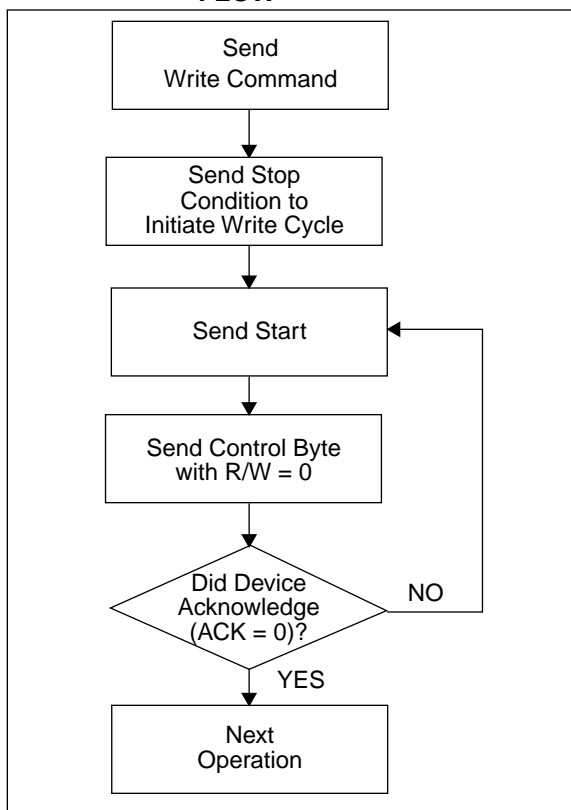 Send
Write Command
Send Stop
Condition to
Initiate Write Cycle
Send Start
Send Control Byte
with R/W = 0
Did Device
Acknowledge
(ACK = 0)?
NO
YES
Next
Operation